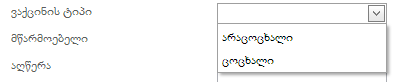 ვაქცინის ტიპი
მწარმოებელი
არაცოცხალი
აღწერა
ცოცხალი